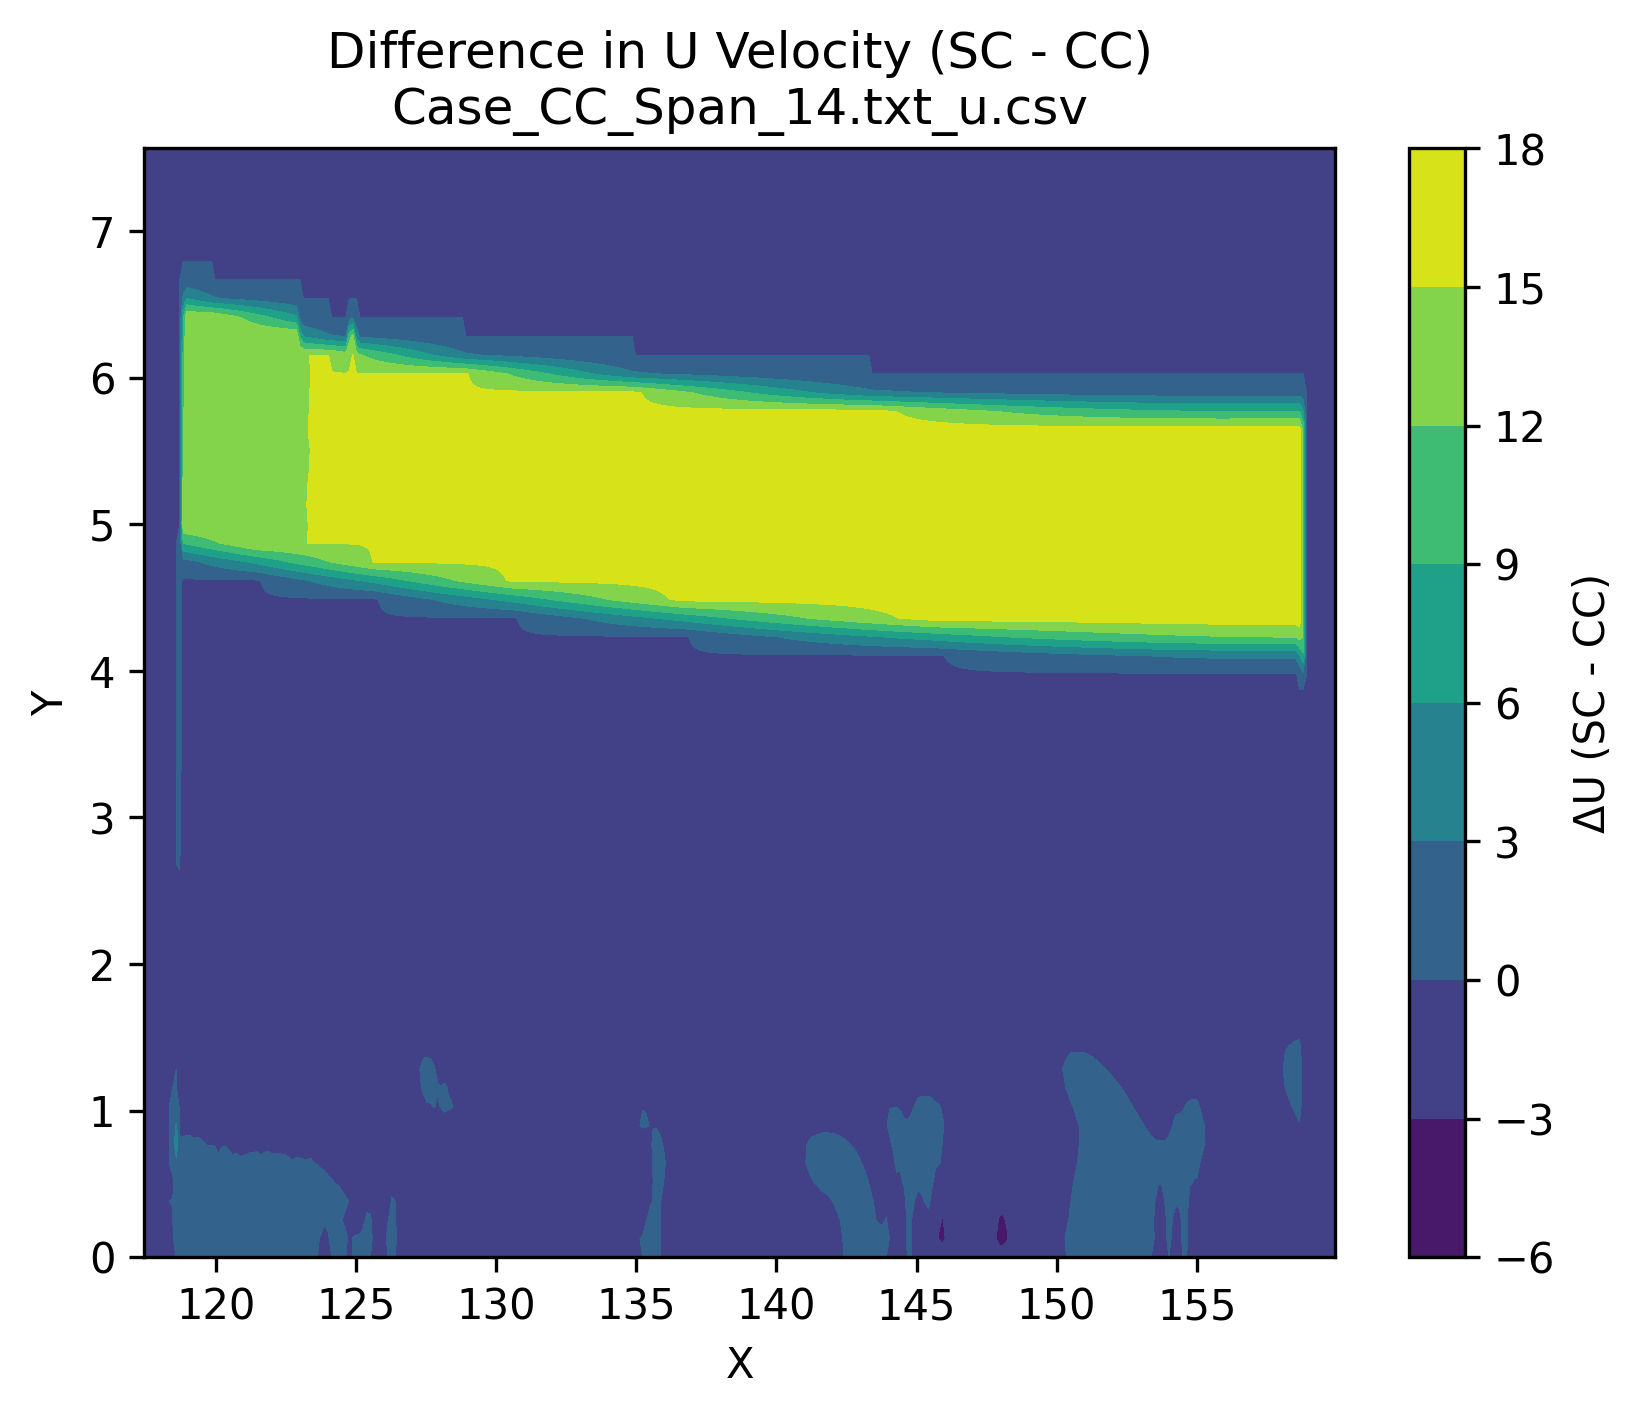 Difference in U Velocity (SC - CC)
Case_CC_Span_14.txt_u.csv
7
6
5
4
3
2
1
0
Y
120 125 130 135 140 145 150 155
X
18
15
12
9
6
3
0
−3
−6
ΔU (SC - CC)